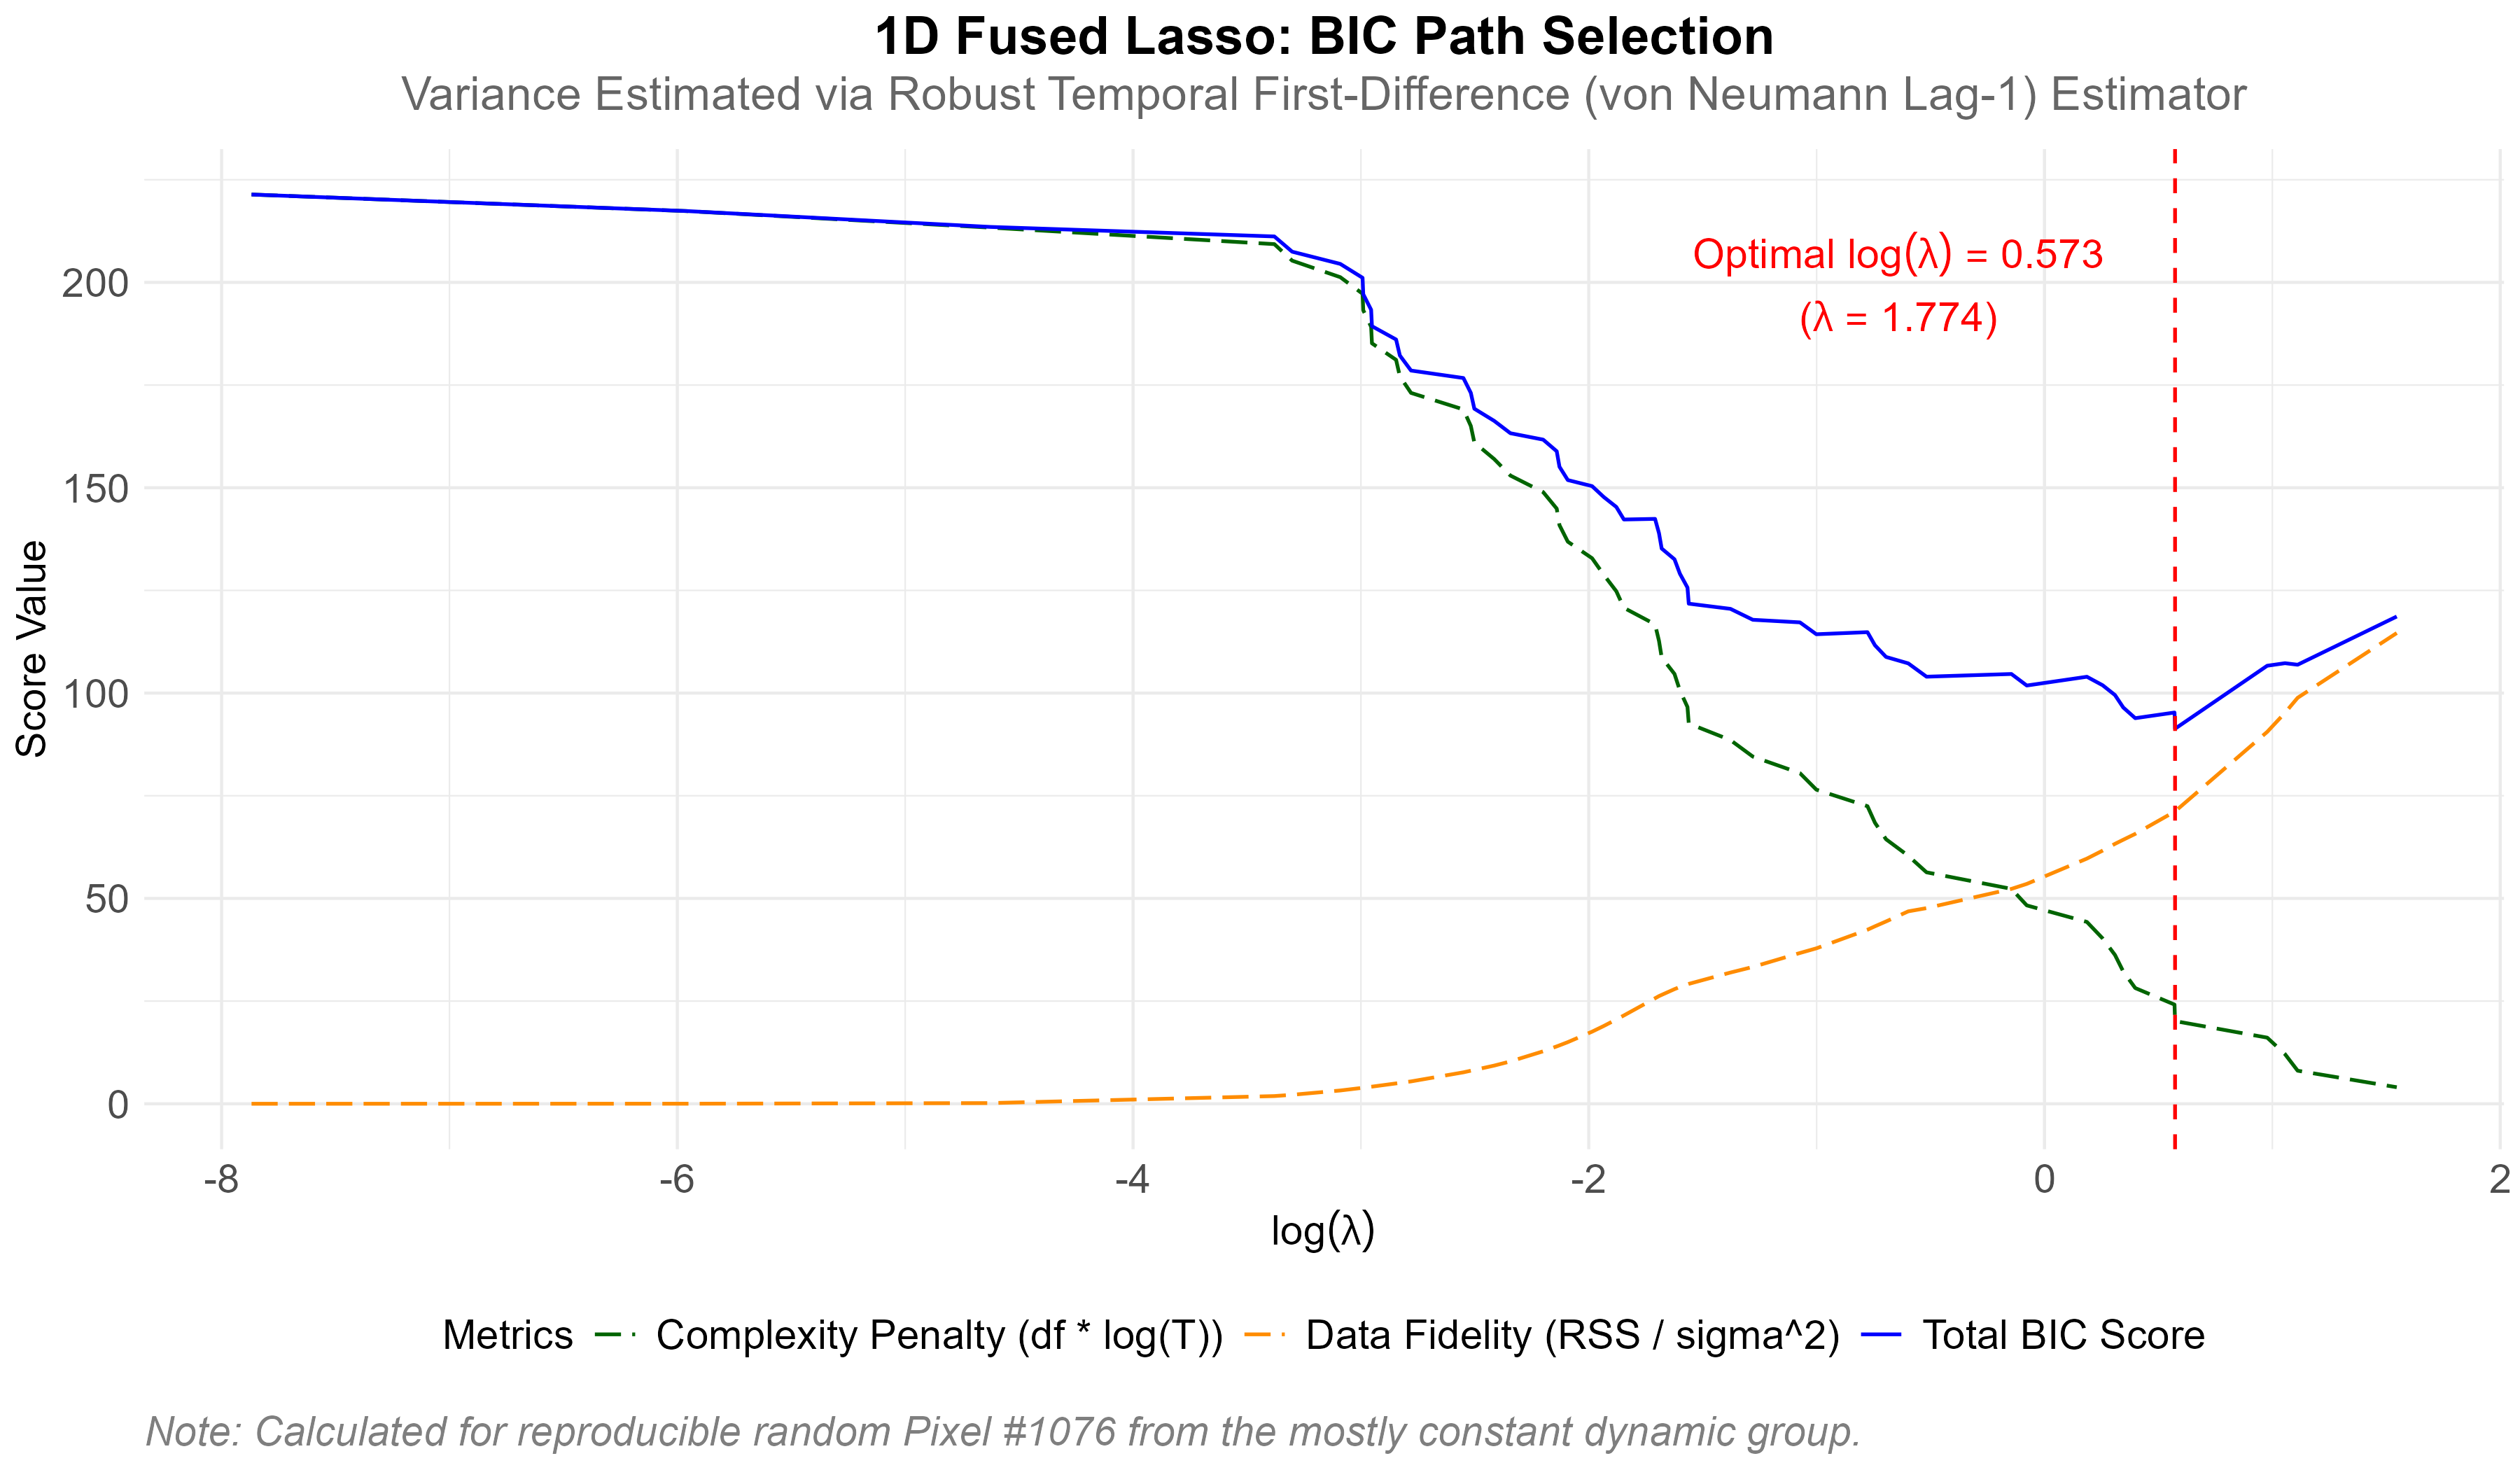 1D Fused Lasso: BIC Path Selection
Variance Estimated via Robust Temporal First-Difference (von Neumann Lag-1) Estimator
Optimal log(λ) = 0.573
(λ = 1.774)
Score Value
200
150
100
50
0
-8 -6 -4 -2 0 2
log(λ)
Metrics Complexity Penalty (df * log(T)) Data Fidelity (RSS / sigma^2) Total BIC Score
Note: Calculated for reproducible random Pixel #1076 from the mostly constant dynamic group.